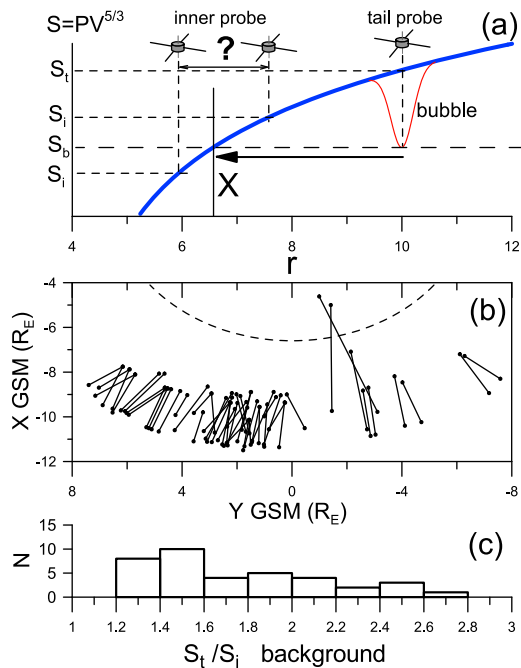 S=PV^5/3
inner probe
tail probe
(a)
?
S_t
bubble
S_i
S_b
S_i
X
4 6 8 10 12
r
(b)
X GSM (R_E)
-4
-6
-8
-10
-12
8 4 0 -4 -8
Y GSM (R_E)
(c)
N
15
10
5
0
1 1.2 1.4 1.6 1.8 2 2.2 2.4 2.6 2.8 3
S_t/S_i background